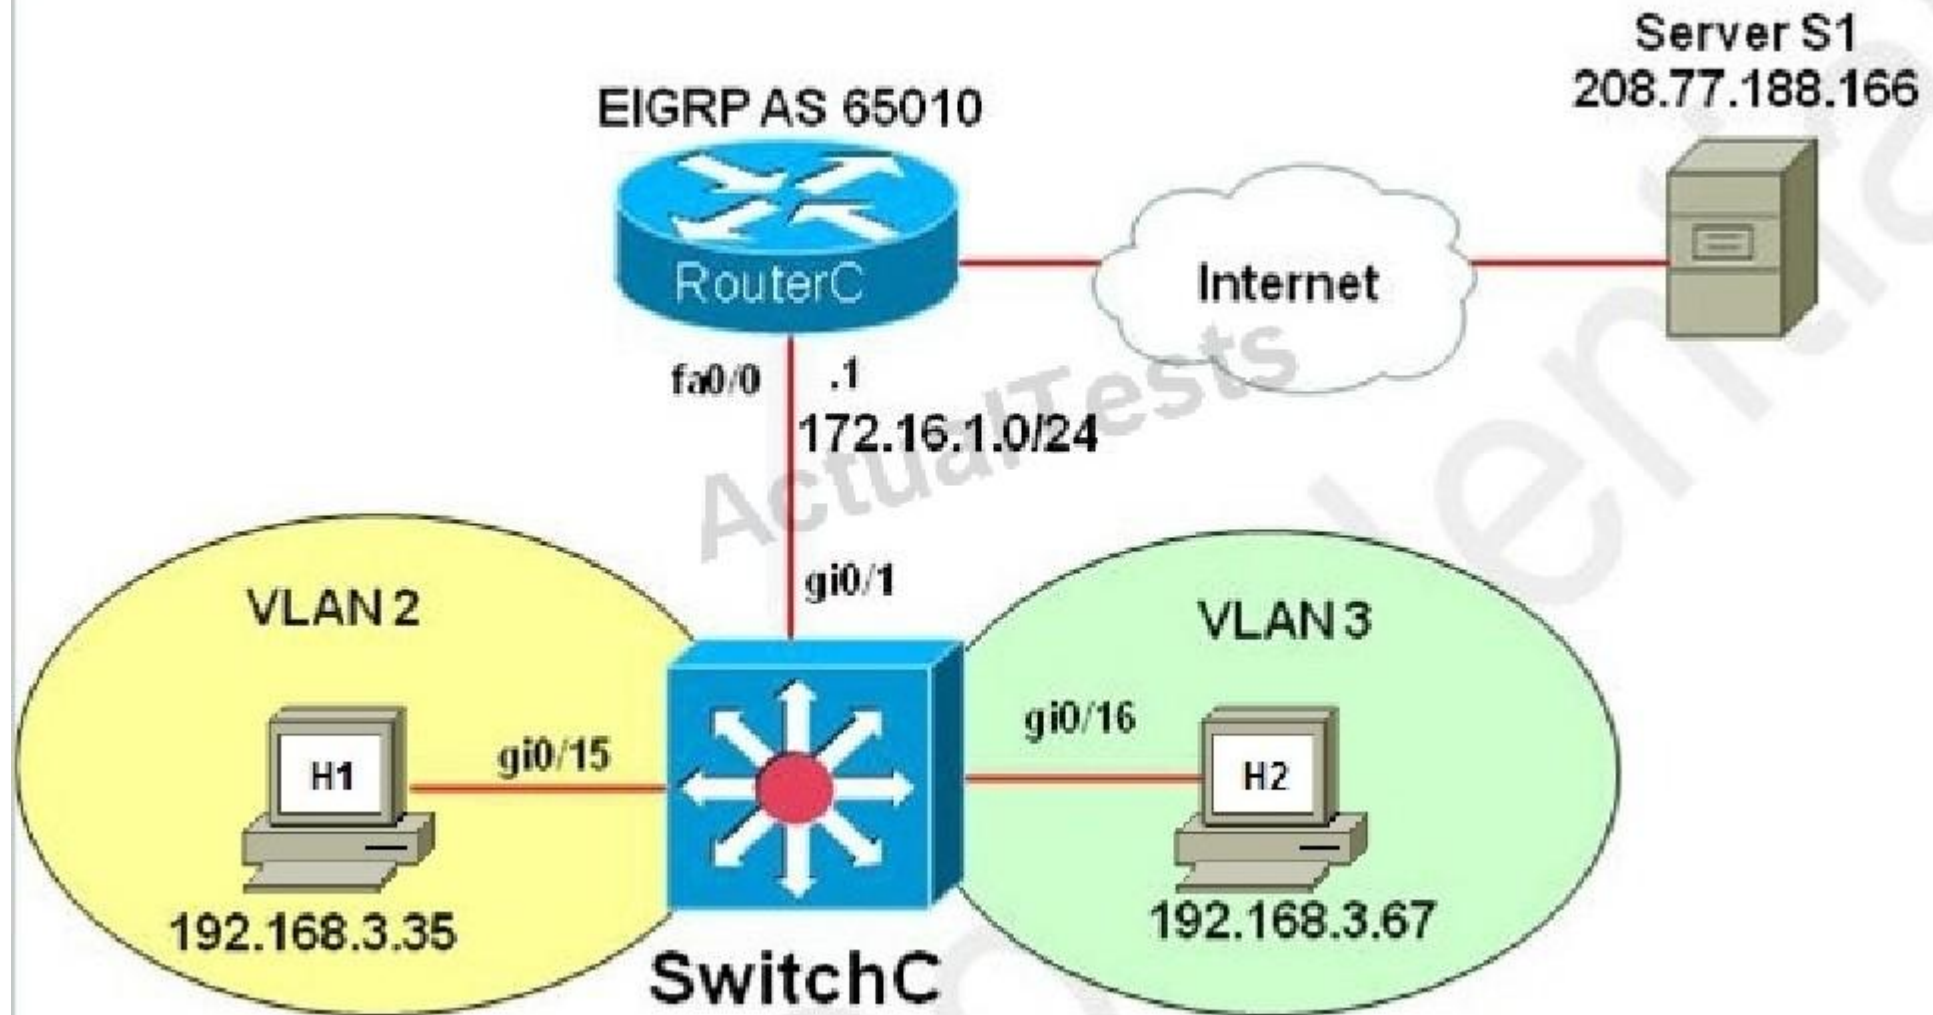 Server S1
208.77.188.166
EIGRP AS 65010
RouterC
Internet
fa0/0
.1
172.16.1.0/24
ActualTests
gi0/1
VLAN 2
VLAN 3
gi0/15
gi0/16
H1
H2
192.168.3.35
192.168.3.67
SwitchC